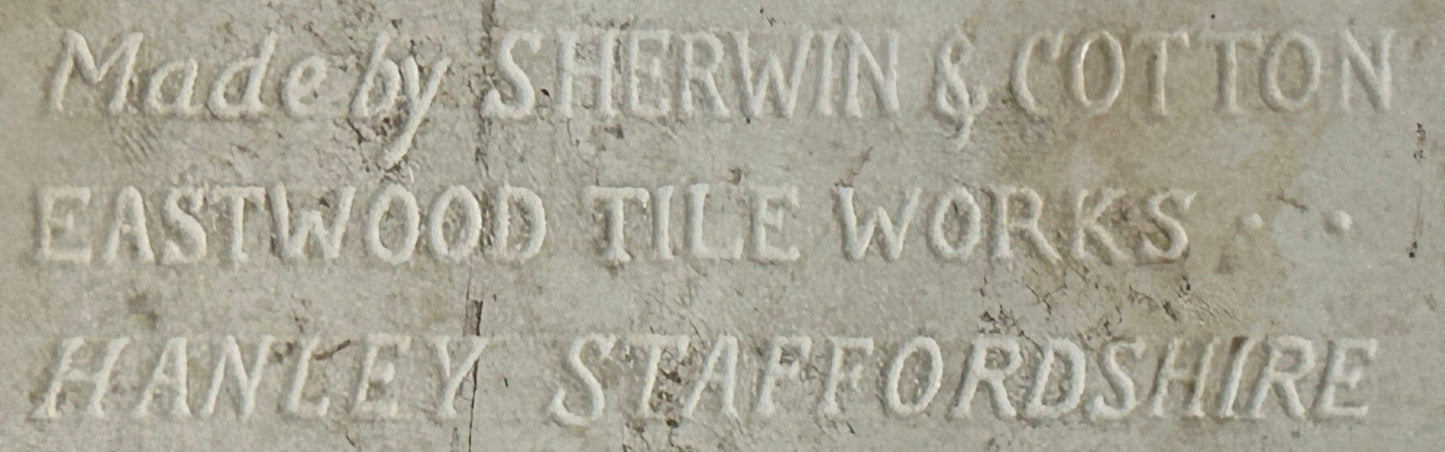 Made by SHERWIN & COTTON
EASTWOOD TILE WORKS . .
HANLEY STAFFORDSHIRE